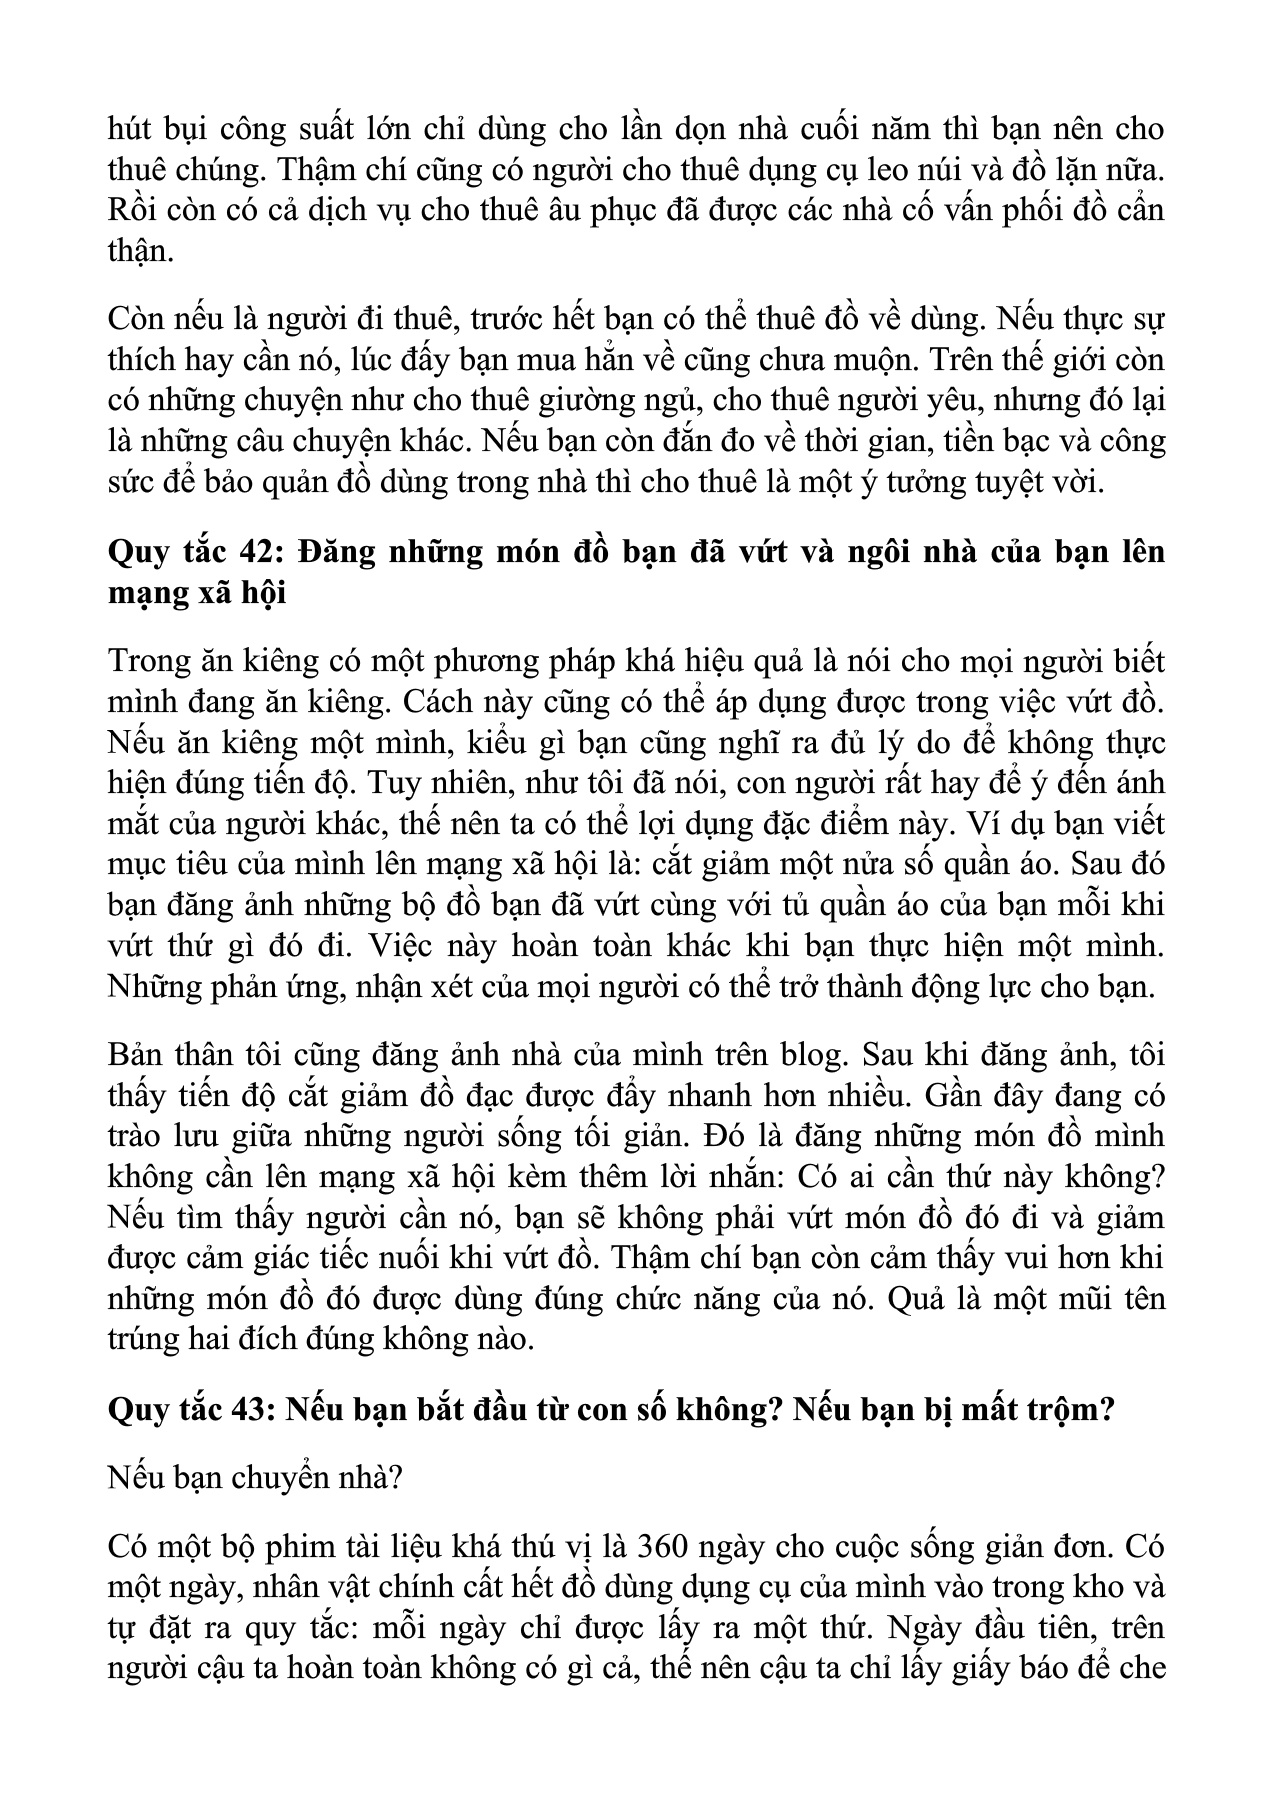 hút bụi công suất lớn chỉ dùng cho lần dọn nhà cuối năm thì bạn nên cho
thuê chúng. Thậm chí cũng có người cho thuê dụng cụ leo núi và đồ lặn nữa.
Rồi còn có cả dịch vụ cho thuê âu phục đã được các nhà cố vấn phối đồ cẩn
thận.
Còn nếu là người đi thuê, trước hết bạn có thể thuê đồ về dùng. Nếu thực sự
thích hay cần nó, lúc đấy bạn mua hẳn về cũng chưa muộn. Trên thế giới còn
có những chuyện như cho thuê giường ngủ, cho thuê người yêu, nhưng đó lại
là những câu chuyện khác. Nếu bạn còn đắn đo về thời gian, tiền bạc và công
sức để bảo quản đồ dùng trong nhà thì cho thuê là một ý tưởng tuyệt vời.
Quy tắc 42: Đăng những món đồ bạn đã vứt và ngôi nhà của bạn lên
mạng xã hội
Trong ăn kiêng có một phương pháp khá hiệu quả là nói cho mọi người biết
mình đang ăn kiêng. Cách này cũng có thể áp dụng được trong việc vứt đồ.
Nếu ăn kiêng một mình, kiểu gì bạn cũng nghĩ ra đủ lý do để không thực
hiện đúng tiến độ. Tuy nhiên, như tôi đã nói, con người rất hay để ý đến ánh
mắt của người khác, thế nên ta có thể lợi dụng đặc điểm này. Ví dụ bạn viết
mục tiêu của mình lên mạng xã hội là: cắt giảm một nửa số quần áo. Sau đó
bạn đăng ảnh những bộ đồ bạn đã vứt cùng với tủ quần áo của bạn mỗi khi
vứt thứ gì đó đi. Việc này hoàn toàn khác khi bạn thực hiện một mình.
Những phản ứng, nhận xét của mọi người có thể trở thành động lực cho bạn.
Bản thân tôi cũng đăng ảnh nhà của mình trên blog. Sau khi đăng ảnh, tôi
thấy tiến độ cắt giảm đồ đạc được đẩy nhanh hơn nhiều. Gần đây đang có
trào lưu giữa những người sống tối giản. Đó là đăng những món đồ mình
không cần lên mạng xã hội kèm thêm lời nhắn: Có ai cần thứ này không?
Nếu tìm thấy người cần nó, bạn sẽ không phải vứt món đồ đó đi và giảm
được cảm giác tiếc nuối khi vứt đồ. Thậm chí bạn còn cảm thấy vui hơn khi
những món đồ đó được dùng đúng chức năng của nó. Quả là một mũi tên
trúng hai đích đúng không nào.
Quy tắc 43: Nếu bạn bắt đầu từ con số không? Nếu bạn bị mất trộm?
Nếu bạn chuyển nhà?
Có một bộ phim tài liệu khá thú vị là 360 ngày cho cuộc sống giản đơn. Có
một ngày, nhân vật chính cất hết đồ dùng dụng cụ của mình vào trong kho và
tự đặt ra quy tắc: mỗi ngày chỉ được lấy ra một thứ. Ngày đầu tiên, trên
người cậu ta hoàn toàn không có gì cả, thế nên cậu ta chỉ lấy giấy báo để che